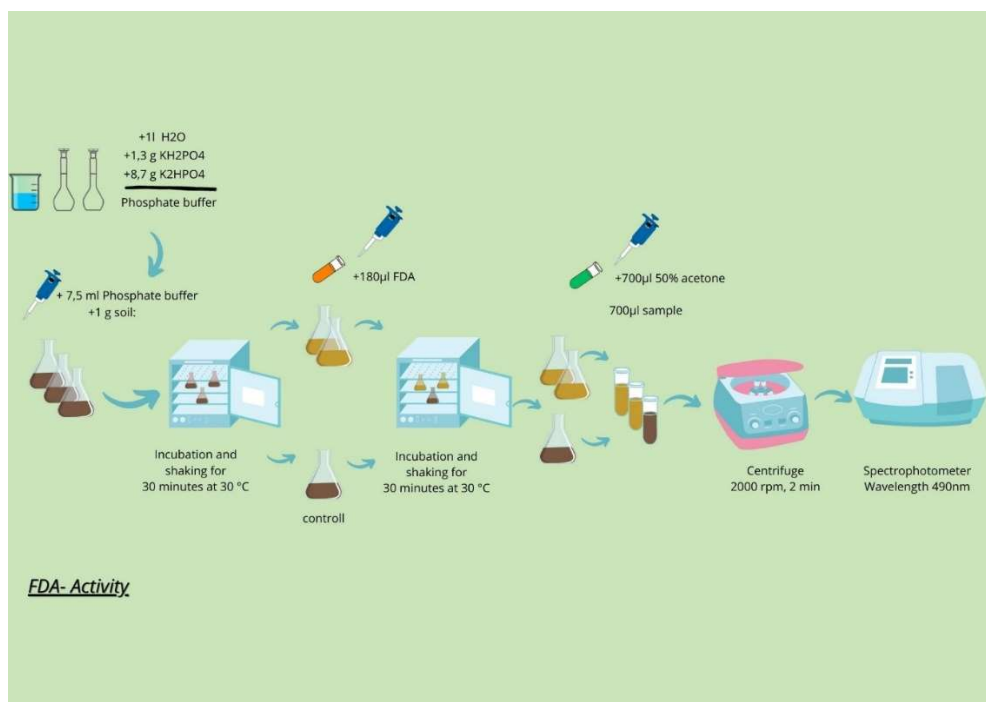 +1l H2O
+1,3 g KH2PO4
+8,7 g K2HPO4
Phosphate buffer
+ 7,5 ml Phosphate buffer
+1 g soil:
Incubation and
shaking for
30 minutes at 30 °C
+180µl FDA
controll
Incubation and
shaking for
30 minutes at 30°C
+700µl 50% acetone
700µl sample
Centrifuge
2000 rpm, 2 min
Spectrophotometer
Wavelength 490nm
FDA- Activity